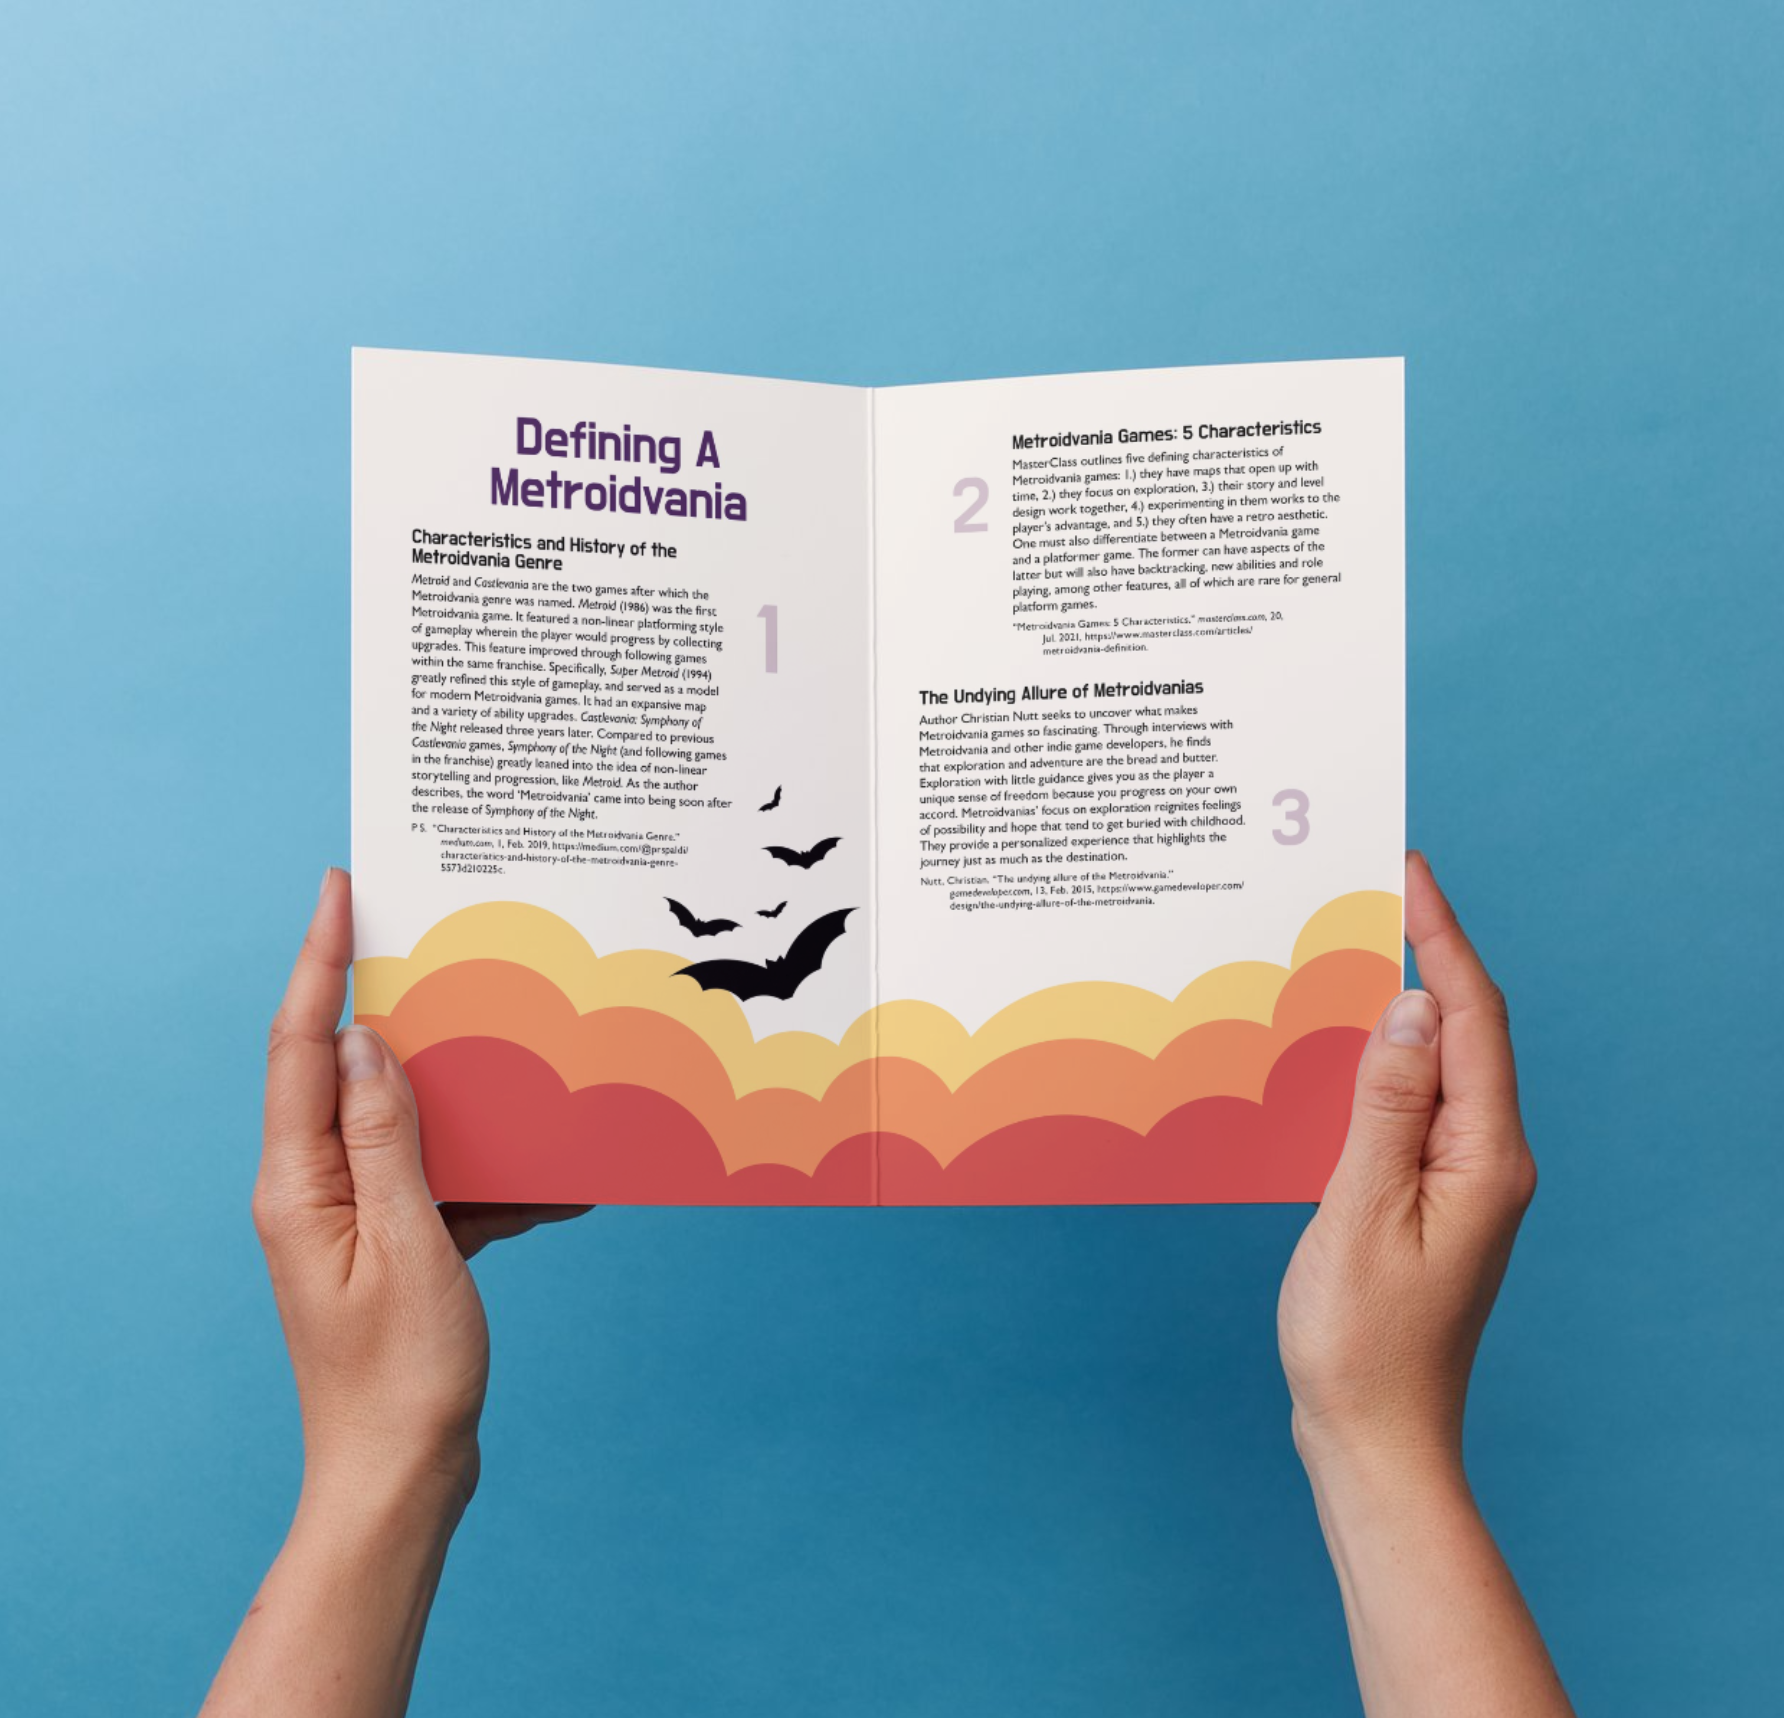 Defining A
Metroidvania
Characteristics and History of the
Metroidvania Genre
Metroid and Castlevania are the two games after which the
Metroidvania genre was named. Metroid (1986) was the first
Metroidvania game. It featured a non-linear platforming style
of gameplay wherein the player would progress by collecting
upgrades. This feature improved through following games
within the same franchise. Specifically, Super Metroid (1994)
greatly refined this style of gameplay, and served as a model
for modern Metroidvania games. It had an expansive map
and a variety of ability upgrades. Castlevania: Symphony of
the Night released three years later. Compared to previous
Castlevania games, Symphony of the Night (and following games
in the franchise) greatly leaned into the idea of non-linear
storytelling and progression, like Metroid. As the author
describes, the word 'Metroidvania' came into being soon after
the release of Symphony of the Night.
P S. "Characteristics and History of the Metroidvania Genre."
medium.com, 1, Feb. 2019, https://medium.com/@prspaldi/
characteristics-and-history-of-the-metroidvania-genre-
5573d210225c.
1
Metroidvania Games: 5 Characteristics
MasterClass outlines five defining characteristics of
Metroidvania games: 1.) they have maps that open up with
time, 2.) they focus on exploration, 3.) their story and level
design work together, 4.) experimenting in them works to the
player's advantage, and 5.) they often have a retro aesthetic.
One must also differentiate between a Metroidvania game
and a platformer game. The former can have aspects of the
latter but will also have backtracking, new abilities and role
playing, among other features, all of which are rare for general
platform games.
"Metroidvania Games: 5 Characteristics," masterclass.com, 20,
Jul. 2021, https://www.masterclass.com/articles/
metroidvania-definition.
2
The Undying Allure of Metroidvanias
Author Christian Nutt seeks to uncover what makes
Metroidvania games so fascinating. Through interviews with
Metroidvania and other indie game developers, he finds
that exploration and adventure are the bread and butter.
Exploration with little guidance gives you as the player a
unique sense of freedom because you progress on your own
accord. Metroidvanias' focus on exploration reignites feelings
of possibility and hope that tend to get buried with childhood.
They provide a personalized experience that highlights the
journey just as much as the destination.
Nutt, Christian. "The undying allure of the Metroidvania."
gamedeveloper.com, 13, Feb. 2015, https://www.gamedeveloper.com/
design/the-undying-allure-of-the-metroidvania.
3